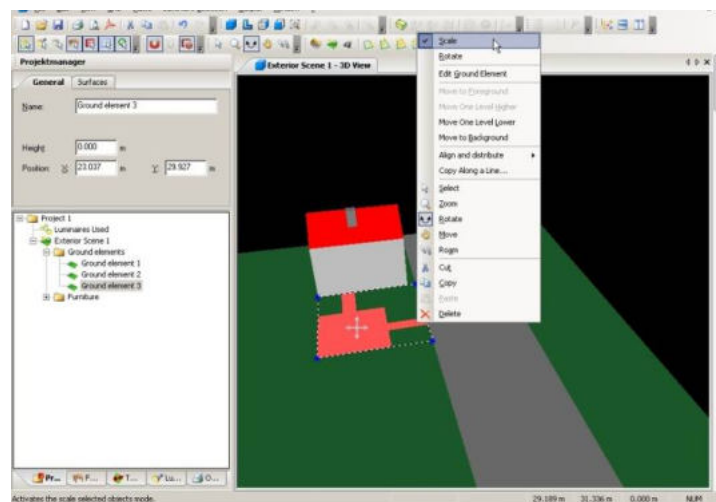 Projektmanager
Exterior Scene 1 - 3D View
General Surfaces
Name: Ground element 3
Height: 0.000 m
Position: X 23.037 m Y 29.927 m
Project 1
Luminaires Used
Exterior Scene 1
Ground elements
Ground element 1
Ground element 2
Ground element 3
Furniture
Scale
Rotate
Edit Ground Element
Move to Foreground
Move One Level Higher
Move One Level Lower
Move to Background
Align and distribute
Copy Along a Line...
Select
Zoom
Rotate
Move
Roam
Cut
Copy
Paste
Delete
Pr... F... T... Lu... O...
Activates the scale selected objects mode.
29.189 m 31.336 m 0.000 m NUM